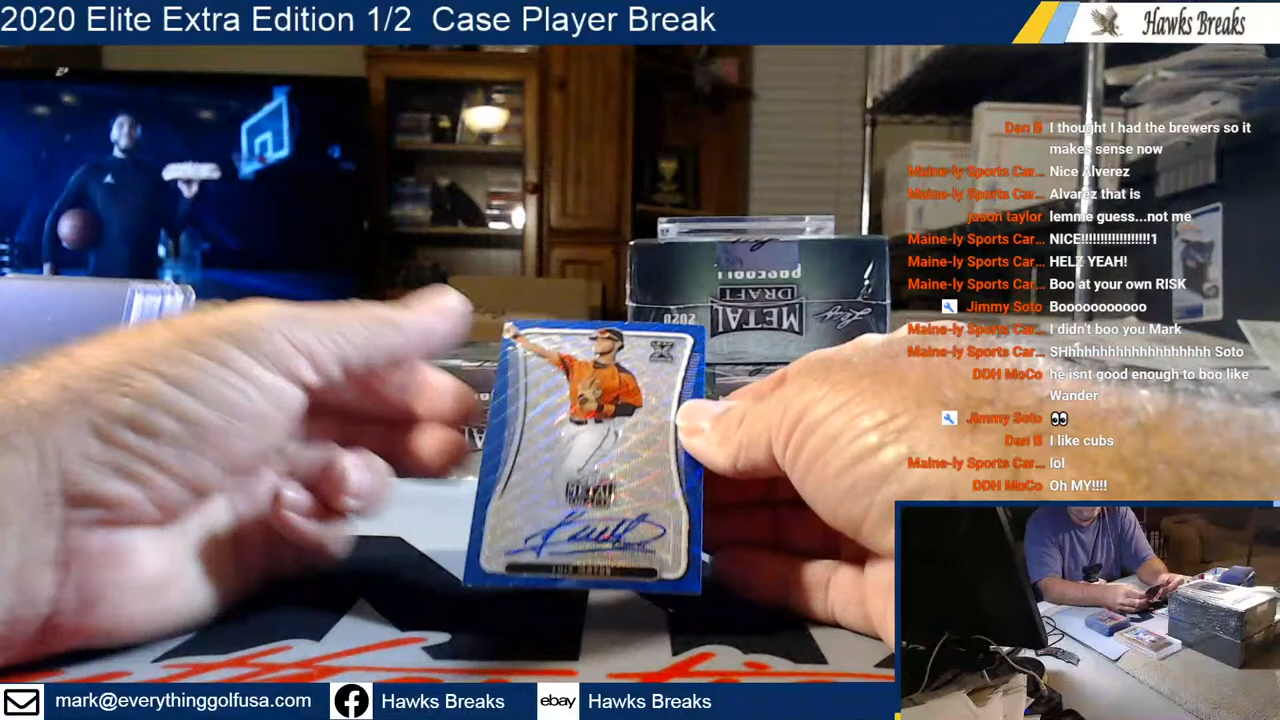 2020 Elite Extra Edition 1/2 Case Player Break
Hawks Breaks
Dan B I thought I had the brewers so it
makes sense now
Maine-ly Sports Car... Nice Alverez
Maine-ly Sports Car... Alvarez that is
jason taylor lemme guess...not me
Maine-ly Sports Car... NICE!!!!!!!!!!!!!!!!!!1
Maine-ly Sports Car... HELZ YEAH!
Maine-ly Sports Car... Boo at your own RISK
Jimmy Soto Booooooooooo
Maine-ly Sports Car... I didn't boo you Mark
Maine-ly Sports Car... SHhhhhhhhhhhhhhhhhh Soto
DDH MoCo he isnt good enough to boo like
Wander
Jimmy Soto 👀
Dan B I like cubs
Maine-ly Sports Car... lol
DDH MoCo Oh MY!!!!
BASEBALL
DRAFT
METAL
2020
Leaf
METAL
mark@everythinggolfusa.com
Hawks Breaks
ebay
Hawks Breaks